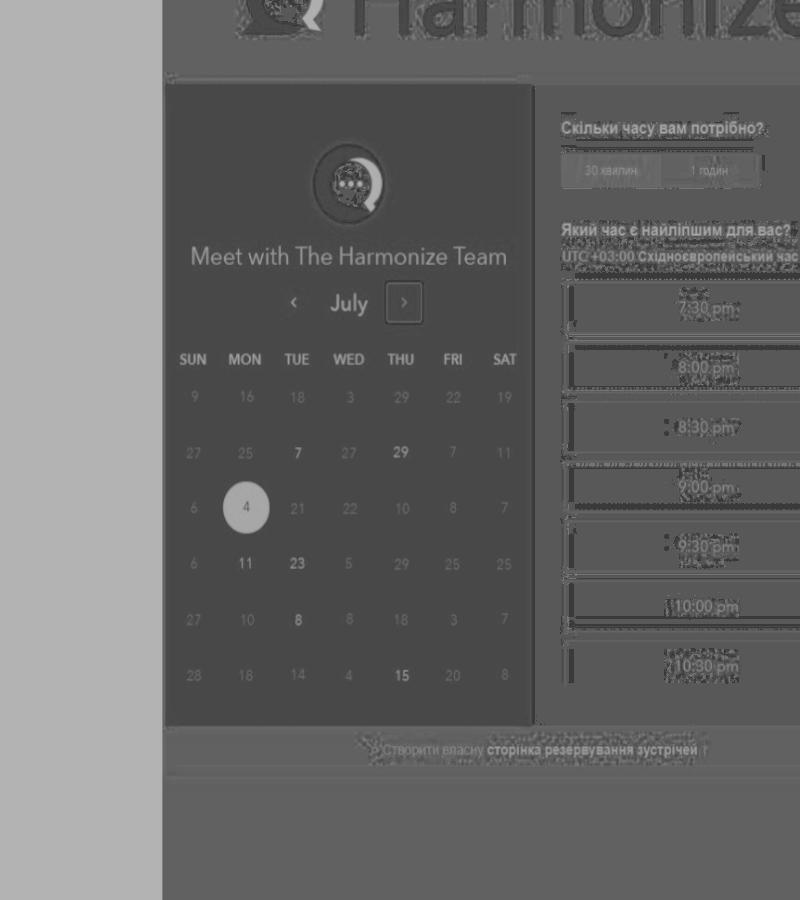 Harmonize
Meet with The Harmonize Team
‹ July ›
SUN MON TUE WED THU FRI SAT
9 16 18 3 29 22 19
27 25 7 27 29 7 11
6 4 21 22 10 8 7
6 11 23 5 29 25 25
27 10 8 8 18 3 7
28 18 14 4 15 20 8
Скільки часу вам потрібно?
30 хвилин 1 годин
Який час є найліпшим для вас?
UTC +03:00 Східноєвропейський час
7:30 pm
8:00 pm
8:30 pm
9:00 pm
9:30 pm
10:00 pm
10:30 pm
Створити власну сторінка резервування зустрічей